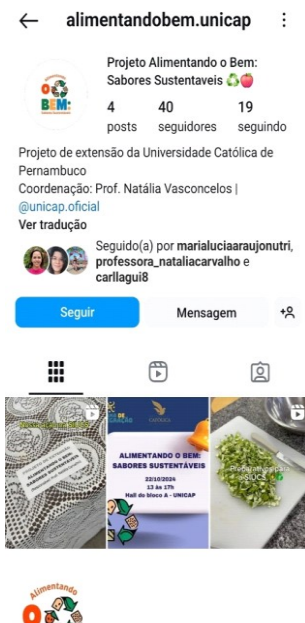 alimentandobem.unicap
Projeto Alimentando o Bem:
Sabores Sustentaveis
4 40 19
posts seguidores seguindo
Projeto de extensão da Universidade Católica de
Pernambuco
Coordenação: Prof. Natália Vasconcelos |
@unicap.oficial
Ver tradução
Seguido(a) por marialuciaaraujonutri,
professora_nataliacarvalho e
carllagui8
Seguir
Mensagem
ALIMENTANDO O BEM:
SABORES SUSTENTÁVEIS
22/10/2024
13 às 17h
Hall do bloco A - UNICAP
Alimentando